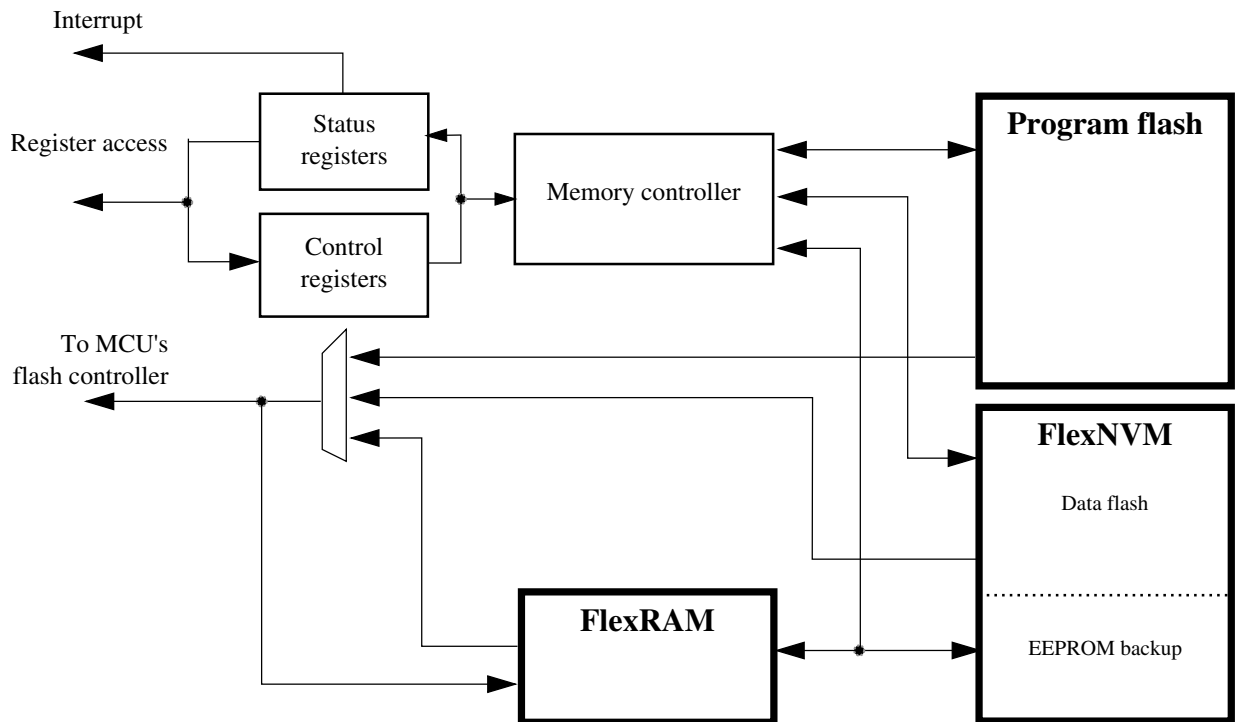 Interrupt
Register access
Status
registers
Control
registers
Memory controller
Program flash
To MCU's
flash controller
FlexNVM
Data flash
EEPROM backup
FlexRAM